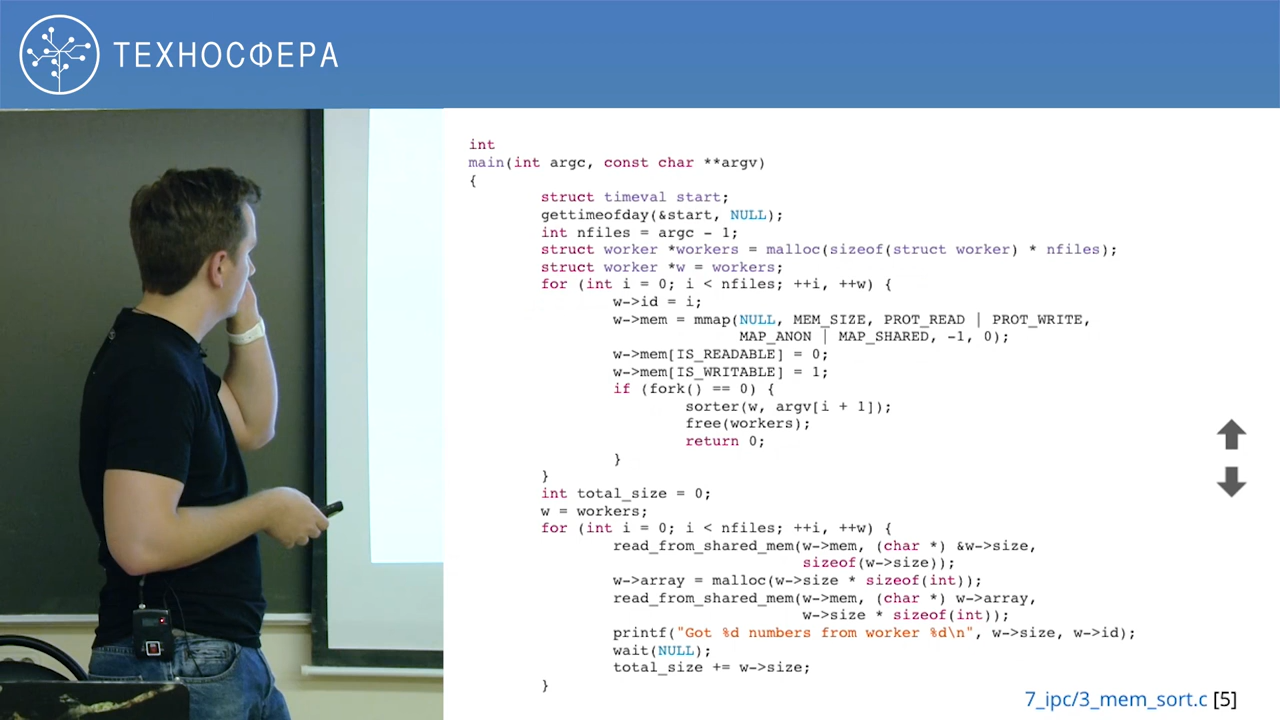 ТЕХНОСФЕРА
int
main(int argc, const char **argv)
{
struct timeval start;
gettimeofday(&start, NULL);
int nfiles = argc - 1;
struct worker *workers = malloc(sizeof(struct worker) * nfiles);
struct worker *w = workers;
for (int i = 0; i < nfiles; ++i, ++w) {
w->id = i;
w->mem = mmap(NULL, MEM_SIZE, PROT_READ | PROT_WRITE,
MAP_ANON | MAP_SHARED, -1, 0);
w->mem[IS_READABLE] = 0;
w->mem[IS_WRITABLE] = 1;
if (fork() == 0) {
sorter(w, argv[i + 1]);
free(workers);
return 0;
}
}
int total_size = 0;
w = workers;
for (int i = 0; i < nfiles; ++i, ++w) {
read_from_shared_mem(w->mem, (char *) &w->size,
sizeof(w->size));
w->array = malloc(w->size * sizeof(int));
read_from_shared_mem(w->mem, (char *) w->array,
w->size * sizeof(int));
printf("Got %d numbers from worker %d\n", w->size, w->id);
wait(NULL);
total_size += w->size;
}
7_ipc/3_mem_sort.c [5]